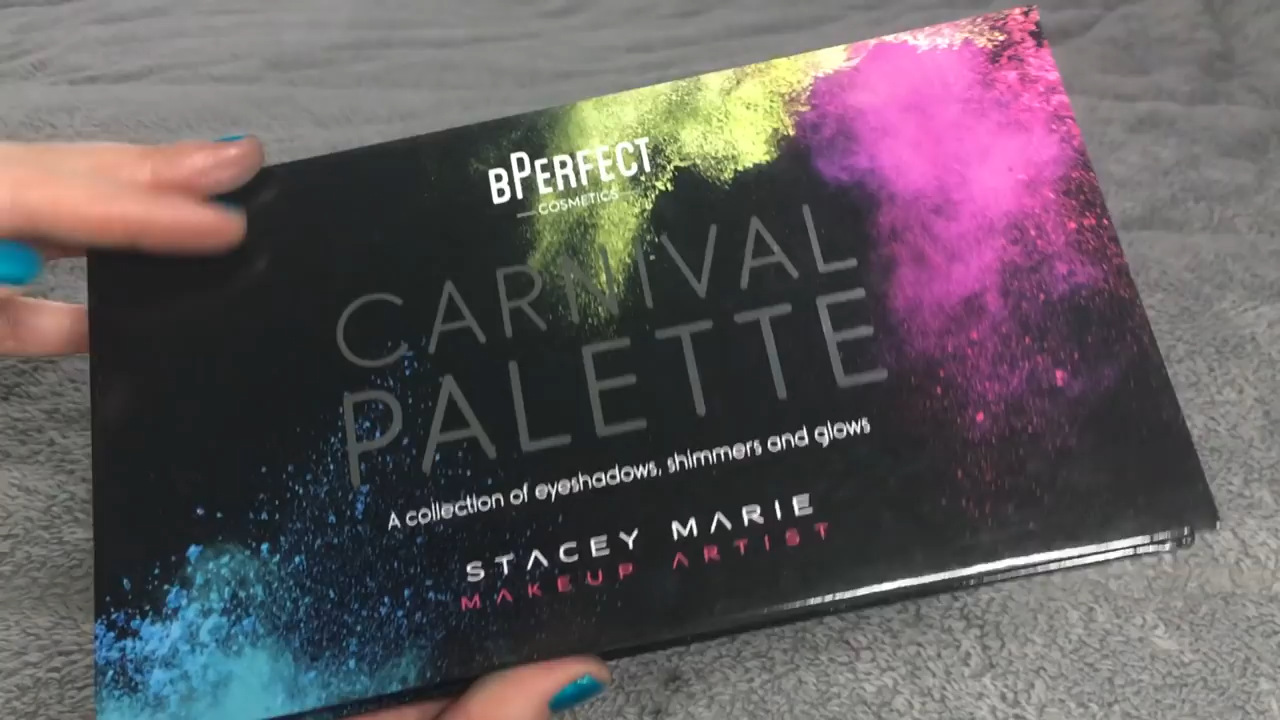 BPERFECT
COSMETICS
CARNIVAL
PALETTE
A collection of eyeshadows, shimmers and glows
STACEY MARIE
MAKEUP ARTIST